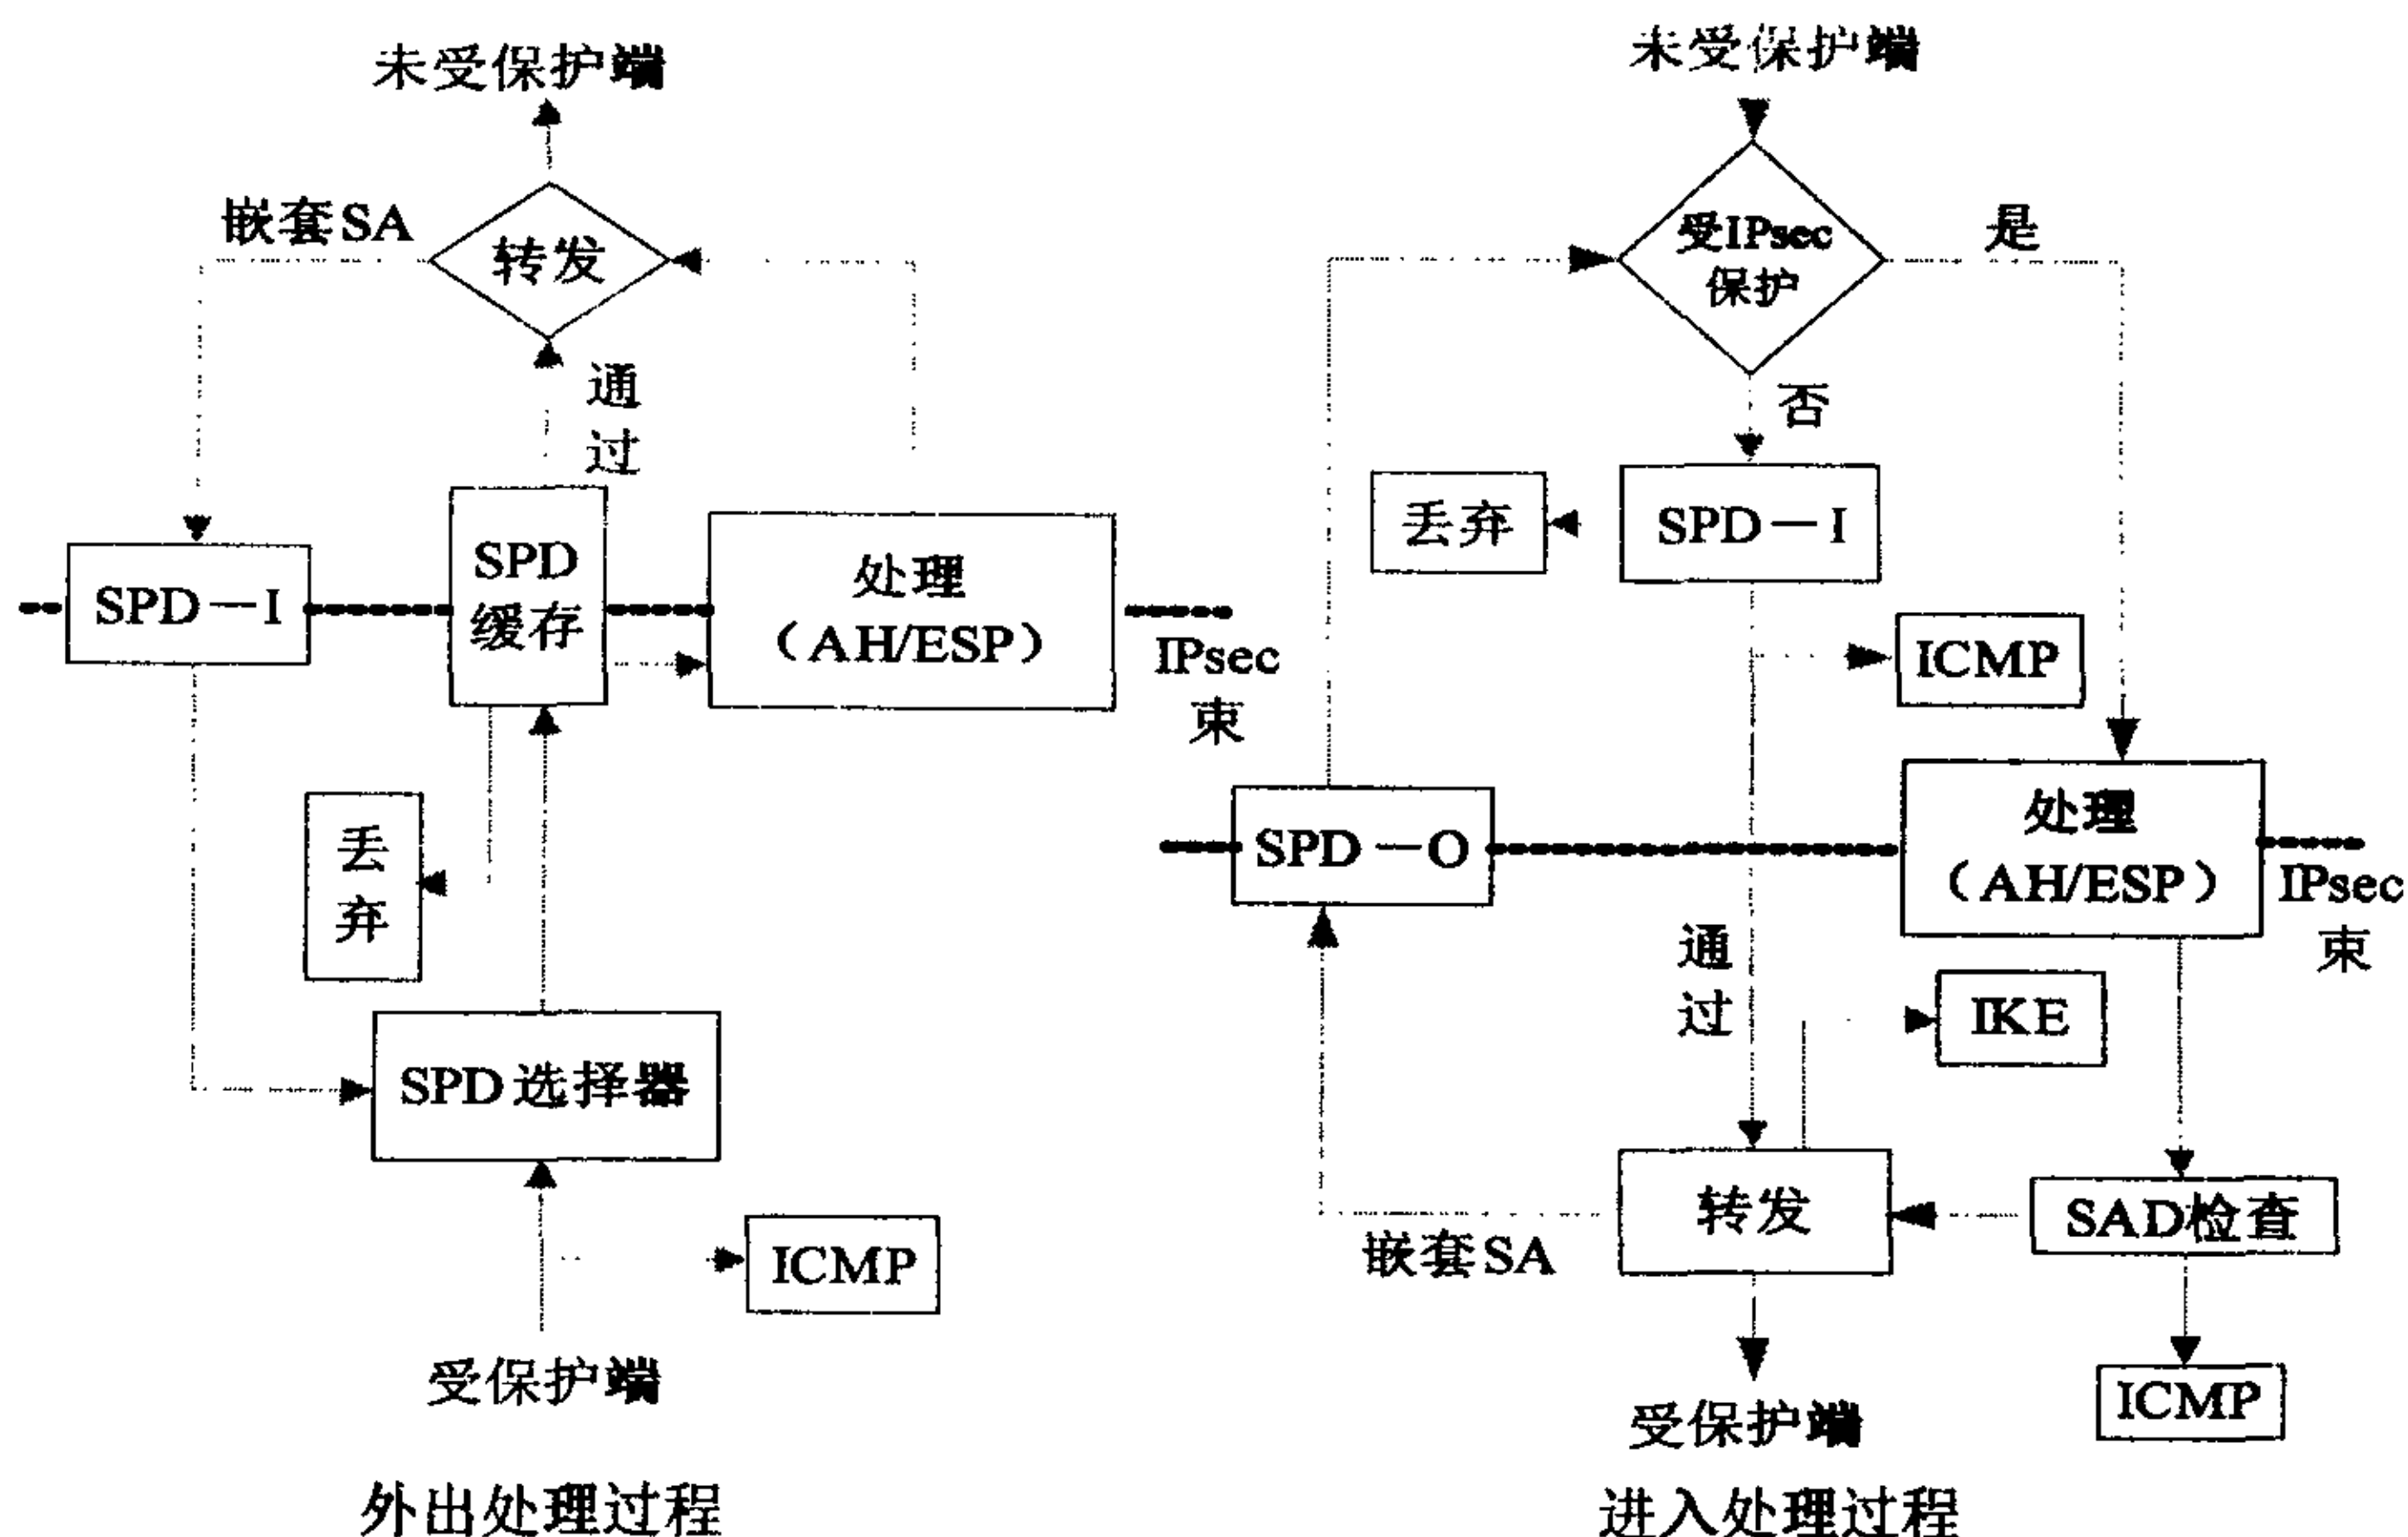 未受保护端
嵌套SA
转发
通
过
SPD－I
SPD
缓存
处理
（AH/ESP）
IPsec
束
丢
弃
SPD选择器
ICMP
受保护端
外出处理过程
未受保护端
受IPsec
保护
是
否
丢弃
SPD－I
ICMP
SPD－O
处理
（AH/ESP）
IPsec
束
通
过
IKE
转发
SAD检查
嵌套SA
ICMP
受保护端
进入处理过程